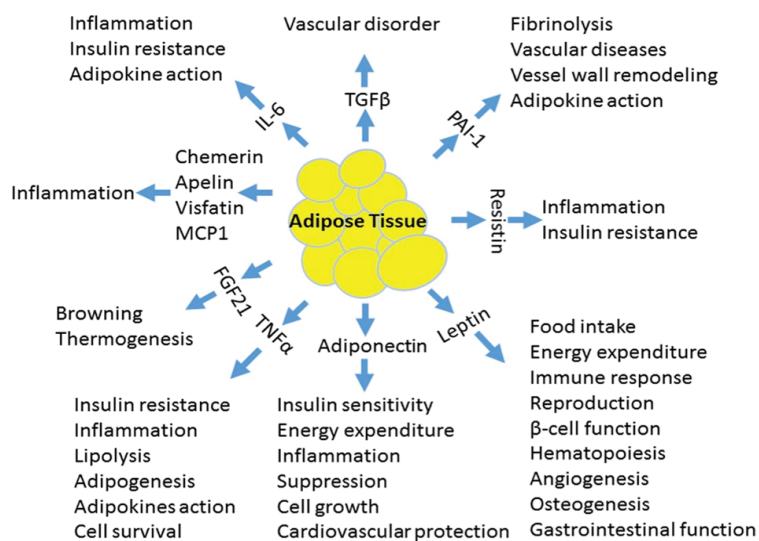 Inflammation
Insulin resistance
Adipokine action
IL-6
Vascular disorder
TGFβ
Fibrinolysis
Vascular diseases
Vessel wall remodeling
Adipokine action
PAI-1
Chemerin
Apelin
Visfatin
MCP1
Inflammation
Adipose Tissue
Resistin
Inflammation
Insulin resistance
FGF21
Browning
Thermogenesis
TNFα
Insulin resistance
Inflammation
Lipolysis
Adipogenesis
Adipokines action
Cell survival
Adiponectin
Insulin sensitivity
Energy expenditure
Inflammation
Suppression
Cell growth
Cardiovascular protection
Leptin
Food intake
Energy expenditure
Immune response
Reproduction
β-cell function
Hematopoiesis
Angiogenesis
Osteogenesis
Gastrointestinal function